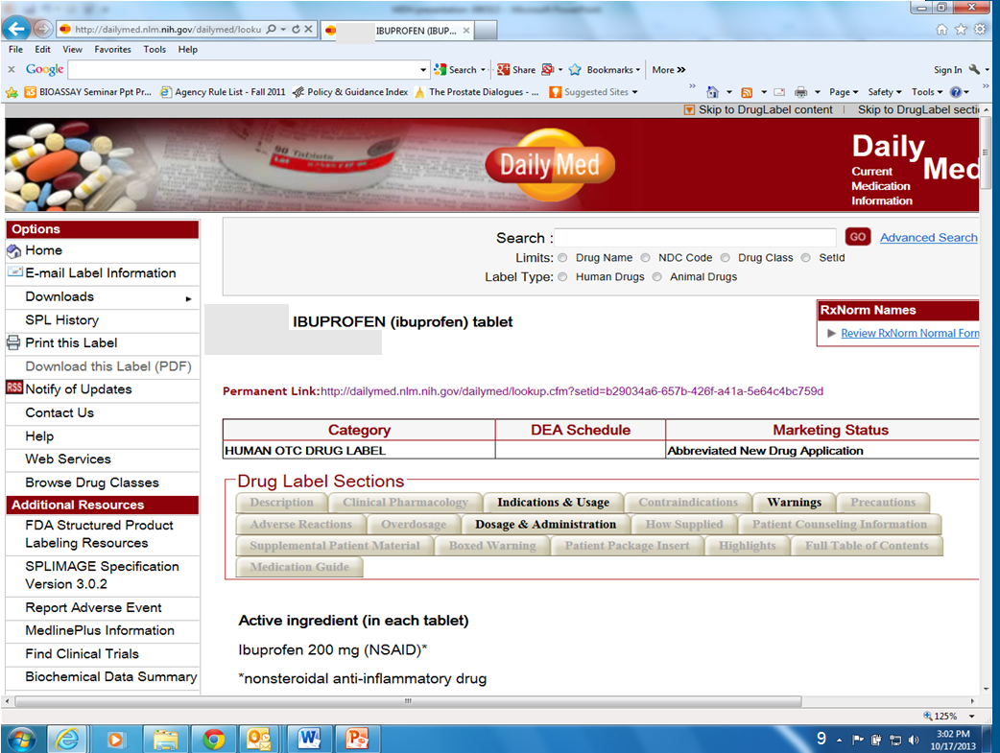 http://dailymed.nlm.nih.gov/dailymed/looku
IBUPROFEN (IBUP...
File Edit View Favorites Tools Help
Google Search Share Bookmarks More »
Sign In
BIOASSAY Seminar Ppt Pr... Agency Rule List - Fall 2011 Policy & Guidance Index The Prostate Dialogues - ... Suggested Sites
Page Safety Tools
Skip to DrugLabel content | Skip to DrugLabel sectio
90 Tablets
Daily Med
Daily
Med
Current
Medication
Information
Options
Home
E-mail Label Information
Downloads
SPL History
Print this Label
Download this Label (PDF)
RSS Notify of Updates
Contact Us
Help
Web Services
Browse Drug Classes
Additional Resources
FDA Structured Product
Labeling Resources
SPLIMAGE Specification
Version 3.0.2
Report Adverse Event
MedlinePlus Information
Find Clinical Trials
Biochemical Data Summary
Search : GO Advanced Search
Limits: Drug Name NDC Code Drug Class SetId
Label Type: Human Drugs Animal Drugs
IBUPROFEN (ibuprofen) tablet
RxNorm Names
Review RxNorm Normal Forn
Permanent Link:http://dailymed.nlm.nih.gov/dailymed/lookup.cfm?setid=b29034a6-657b-426f-a41a-5e64c4bc759d
Category DEA Schedule Marketing Status
HUMAN OTC DRUG LABEL Abbreviated New Drug Application
Drug Label Sections
Description Clinical Pharmacology Indications & Usage Contraindications Warnings Precautions
Adverse Reactions Overdosage Dosage & Administration How Supplied Patient Counseling Information
Supplemental Patient Material Boxed Warning Patient Package Insert Highlights Full Table of Contents
Medication Guide
Active ingredient (in each tablet)
Ibuprofen 200 mg (NSAID)*
*nonsteroidal anti-inflammatory drug
125%
9
3:02 PM
10/17/2013